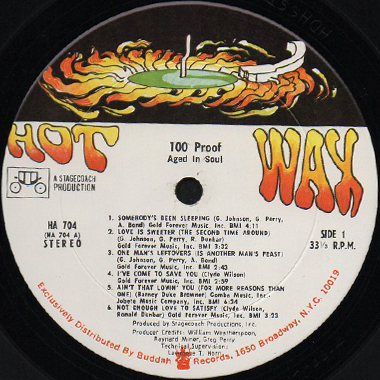 HOT WAX
100 Proof
Aged In Soul
A STAGECOACH
PRODUCTION
HA 704
(HA 704 A)
STEREO
SIDE 1
33⅓ R.P.M.
1. SOMEBODY'S BEEN SLEEPING (G. Johnson, G. Perry,
A. Bond) Gold Forever Music, Inc. BMI 4:11
2. LOVE IS SWEETER (THE SECOND TIME AROUND)
(G. Johnson, G. Perry, R. Dunbar)
Gold Forever Music, Inc. BMI 3:32
3. ONE MAN'S LEFTOVERS (IS ANOTHER MAN'S FEAST)
(G. Johnson, G. Perry, A. Bond)
Gold Forever Music, Inc. BMI 2:43
4. I'VE COME TO SAVE YOU (Clyde Wilson)
Gold Forever Music, Inc. BMI 2:59
5. AIN'T THAT LOVIN' YOU (FOR MORE REASONS THAN
ONE) (Barney Duke Browner) Gomba Music, Inc.-
Jobete Music Company, Inc. BMI 6:34
6. NOT ENOUGH LOVE TO SATISFY (Clyde Wilson,
Ronald Dunbar) Gold Forever Music, Inc. BMI 3:23
Produced by Stagecoach Productions, Inc.
Producer Credits: William Weatherspoon,
Raynard Miner, Greg Perry
Technical Supervision:
Lawrence T. Horn
Exclusively Distributed By Buddah Records, 1650 Broadway, N.Y.C. 10019